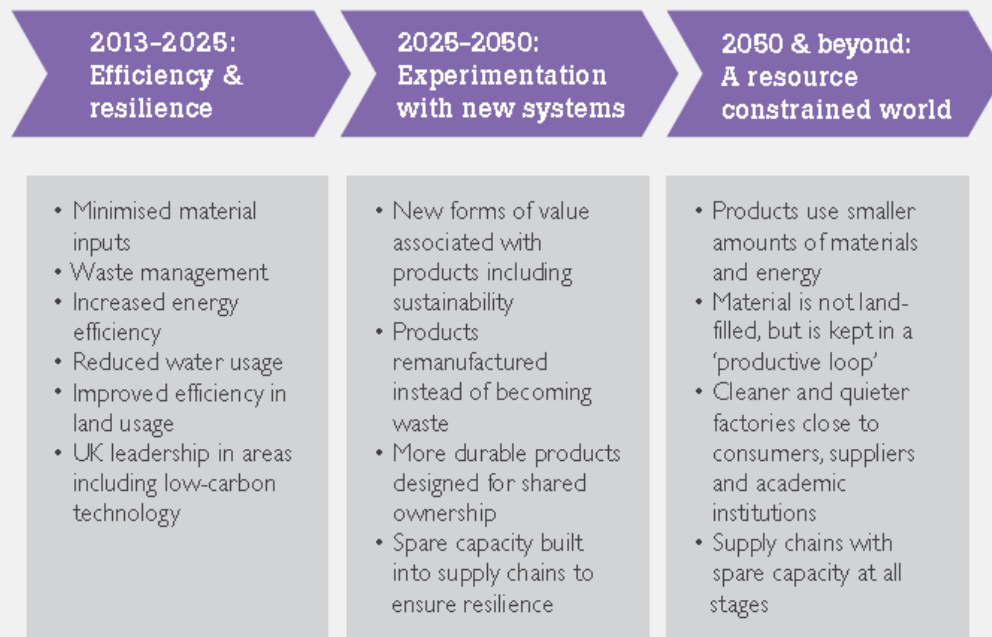 2013–2025:
Efficiency &
resilience
• Minimised material
inputs
• Waste management
• Increased energy
efficiency
• Reduced water usage
• Improved efficiency in
land usage
• UK leadership in areas
including low-carbon
technology
2025–2050:
Experimentation
with new systems
• New forms of value
associated with
products including
sustainability
• Products
remanufactured
instead of becoming
waste
• More durable products
designed for shared
ownership
• Spare capacity built
into supply chains to
ensure resilience
2050 & beyond:
A resource
constrained world
• Products use smaller
amounts of materials
and energy
• Material is not land-
filled, but is kept in a
‘productive loop’
• Cleaner and quieter
factories close to
consumers, suppliers
and academic
institutions
• Supply chains with
spare capacity at all
stages